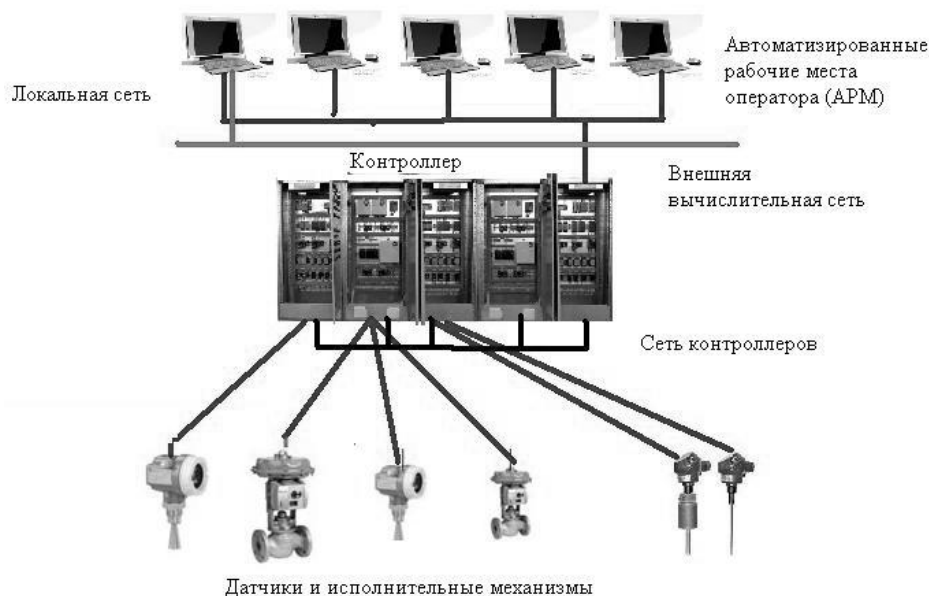 Автоматизированные
рабочие места
оператора (АРМ)
Локальная сеть
Контроллер
Внешняя
вычислительная сеть
Сеть контроллеров
Датчики и исполнительные механизмы